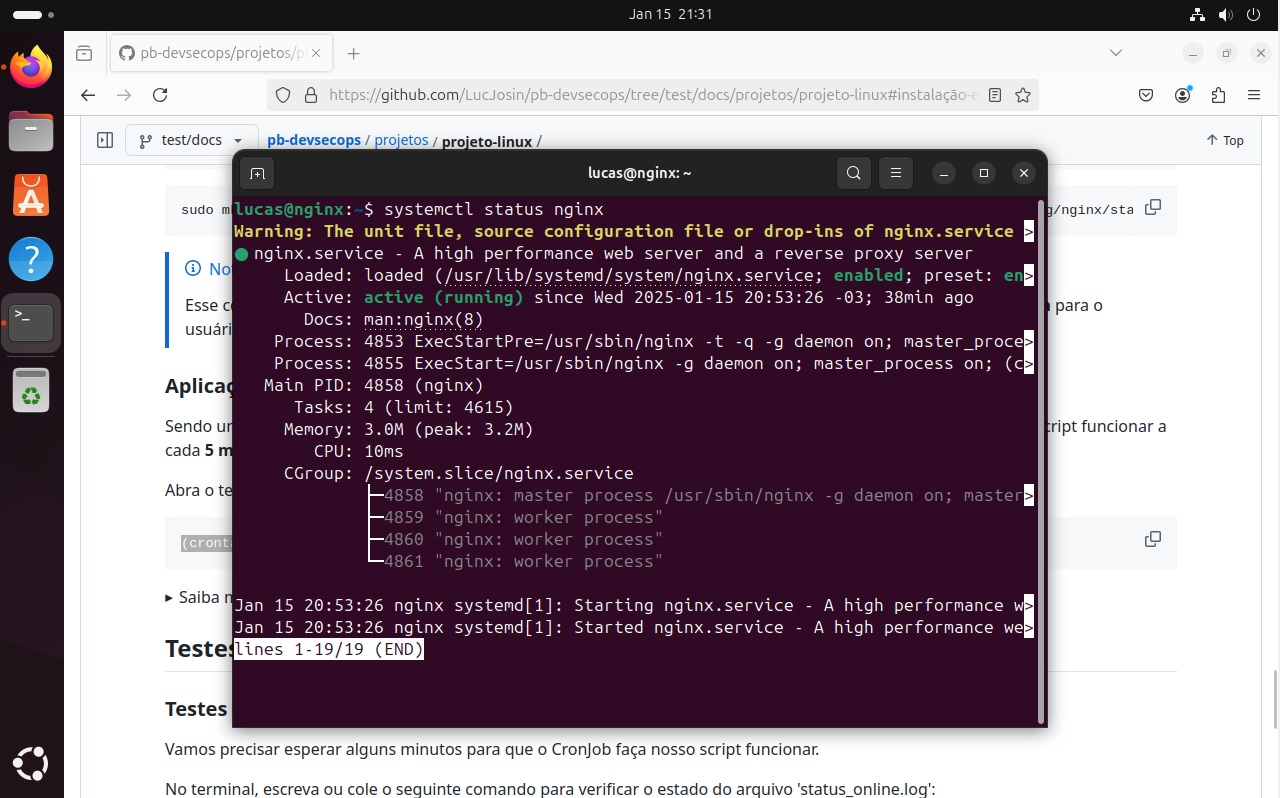 Jan 15 21:31
pb-devsecops/projetos/p
https://github.com/LucJosin/pb-devsecops/tree/test/docs/projetos/projeto-linux#instalação-e
test/docs
pb-devsecops / projetos / projeto-linux /
Top
lucas@nginx: ~
sudo m
g/nginx/sta
lucas@nginx:~$ systemctl status nginx
Warning: The unit file, source configuration file or drop-ins of nginx.service >
nginx.service - A high performance web server and a reverse proxy server
Loaded: loaded (/usr/lib/systemd/system/nginx.service; enabled; preset: en>
Active: active (running) since Wed 2025-01-15 20:53:26 -03; 38min ago
Docs: man:nginx(8)
Process: 4853 ExecStartPre=/usr/sbin/nginx -t -q -g daemon on; master_proce>
Process: 4855 ExecStart=/usr/sbin/nginx -g daemon on; master_process on; (c>
Main PID: 4858 (nginx)
Tasks: 4 (limit: 4615)
Memory: 3.0M (peak: 3.2M)
CPU: 10ms
CGroup: /system.slice/nginx.service
├─4858 "nginx: master process /usr/sbin/nginx -g daemon on; master>
├─4859 "nginx: worker process"
├─4860 "nginx: worker process"
└─4861 "nginx: worker process"
Jan 15 20:53:26 nginx systemd[1]: Starting nginx.service - A high performance w>
Jan 15 20:53:26 nginx systemd[1]: Started nginx.service - A high performance we>
lines 1-19/19 (END)
No
Esse c
para o
usuári
Aplicaç
Sendo u
cript funcionar a
cada 5 m
Abra o te
(cront
Saiba
Testes
Testes
Vamos precisar esperar alguns minutos para que o CronJob faça nosso script funcionar.
No terminal, escreva ou cole o seguinte comando para verificar o estado do arquivo 'status_online.log':